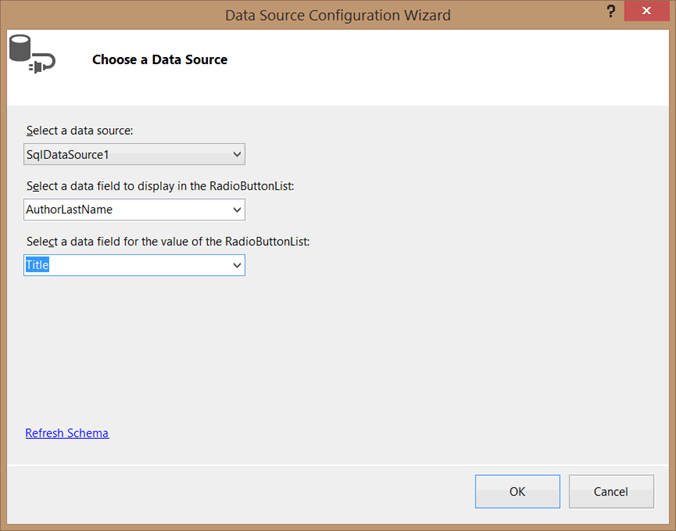 Data Source Configuration Wizard
?
Choose a Data Source
Select a data source:
SqlDataSource1
Select a data field to display in the RadioButtonList:
AuthorLastName
Select a data field for the value of the RadioButtonList:
Title
Refresh Schema
OK
Cancel